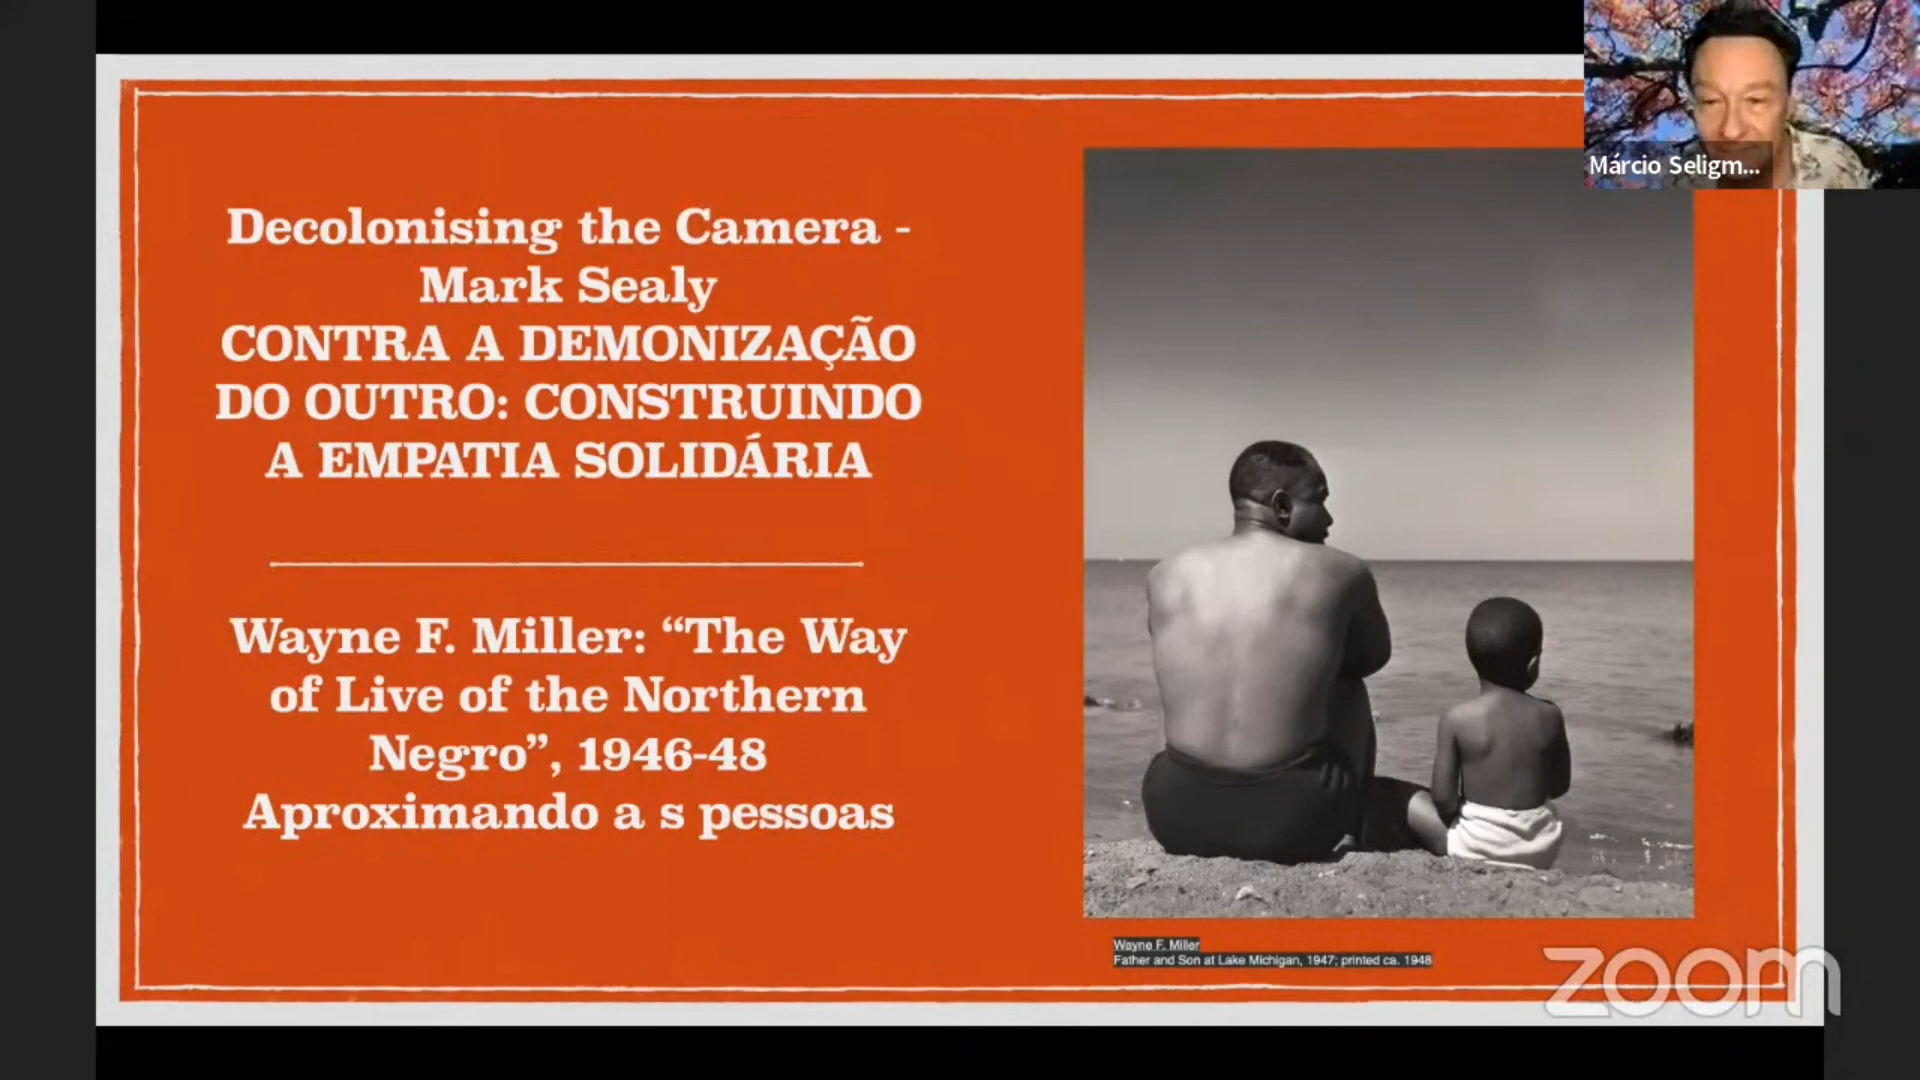 Márcio Seligm...
Decolonising the Camera -
Mark Sealy
CONTRA A DEMONIZAÇÃO
DO OUTRO: CONSTRUINDO
A EMPATIA SOLIDÁRIA
Wayne F. Miller: “The Way
of Live of the Northern
Negro”, 1946-48
Aproximando a s pessoas
Wayne F. Miller
Father and Son at Lake Michigan, 1947; printed ca. 1948
zoom